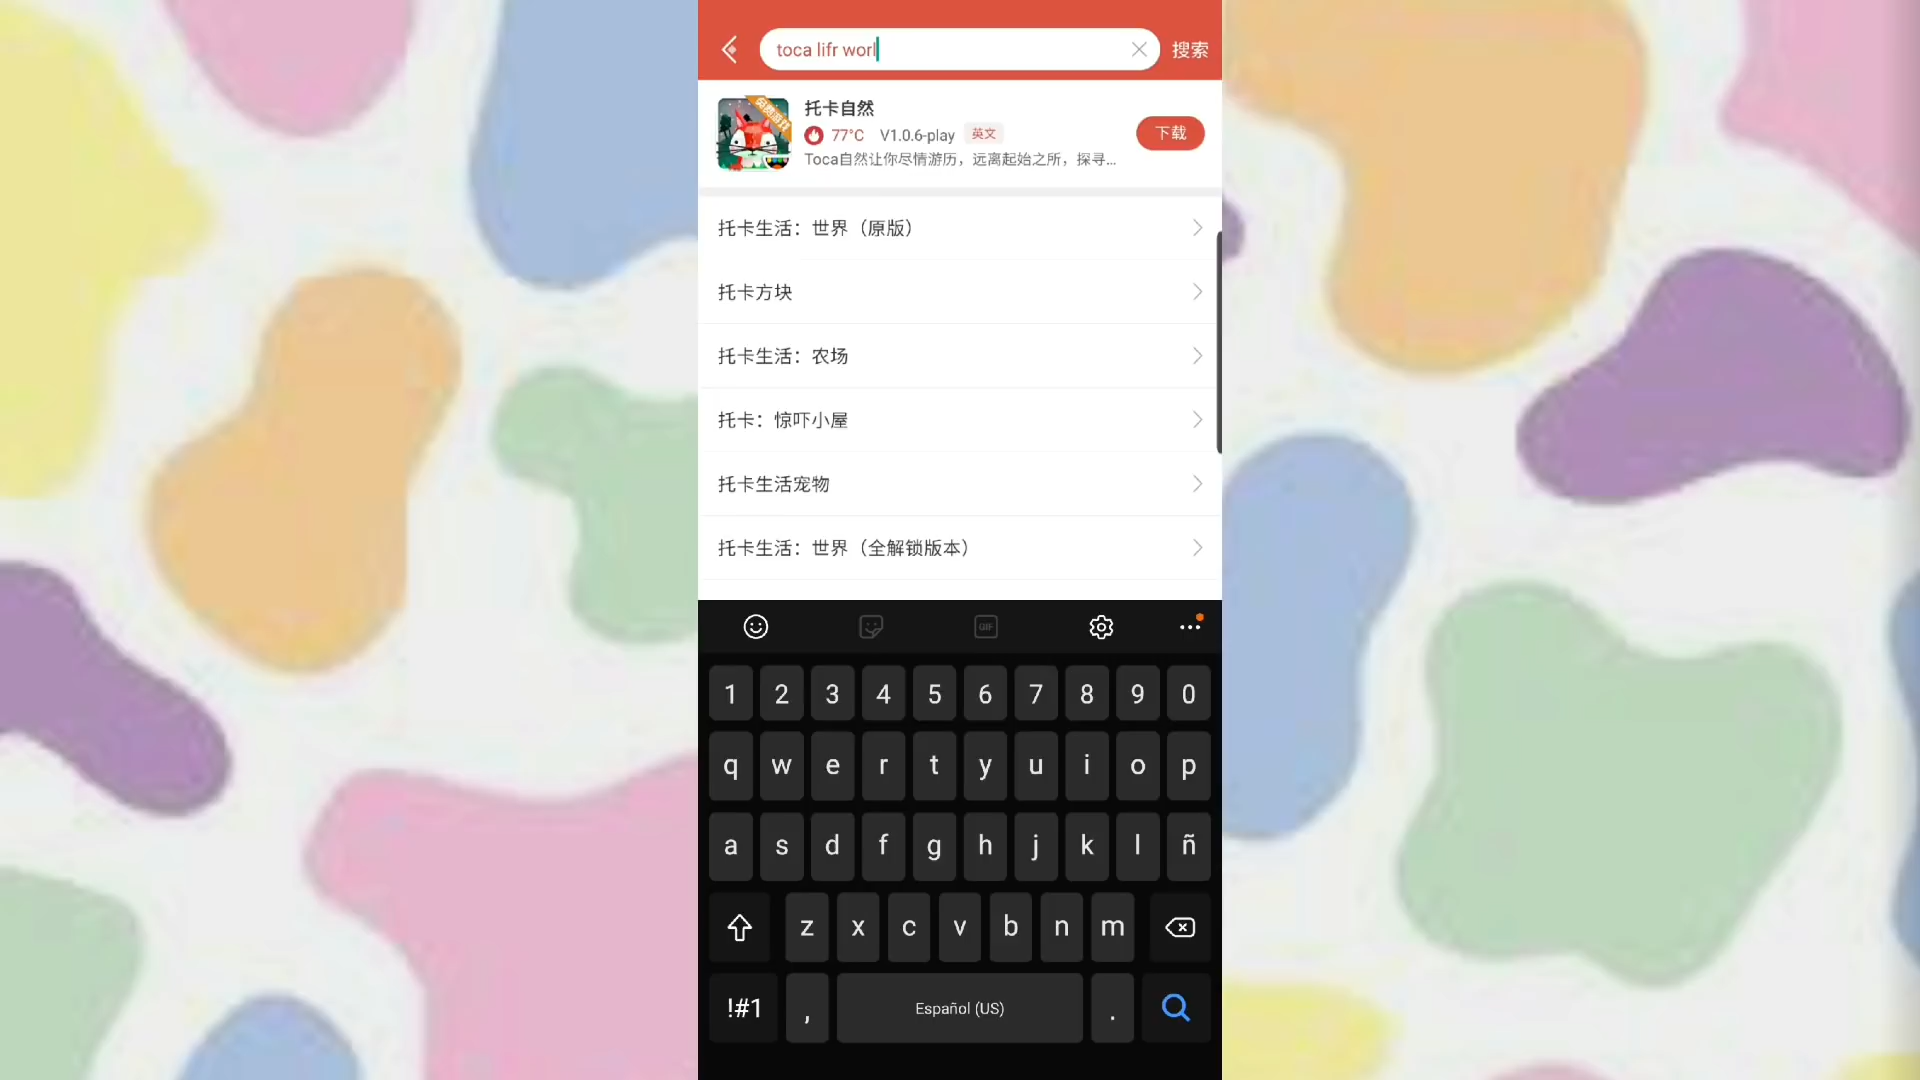 toca lifr worl
搜索
托卡自然
77°C V1.0.6-play 英文
下载
Toca自然让你尽情游历，远离起始之所，探寻...
托卡生活：世界（原版）
托卡方块
托卡生活：农场
托卡：惊吓小屋
托卡生活宠物
托卡生活：世界（全解锁版本）
GIF
1 2 3 4 5 6 7 8 9 0
q w e r t y u i o p
a s d f g h j k l ñ
z x c v b n m
!#1 , Español (US) .